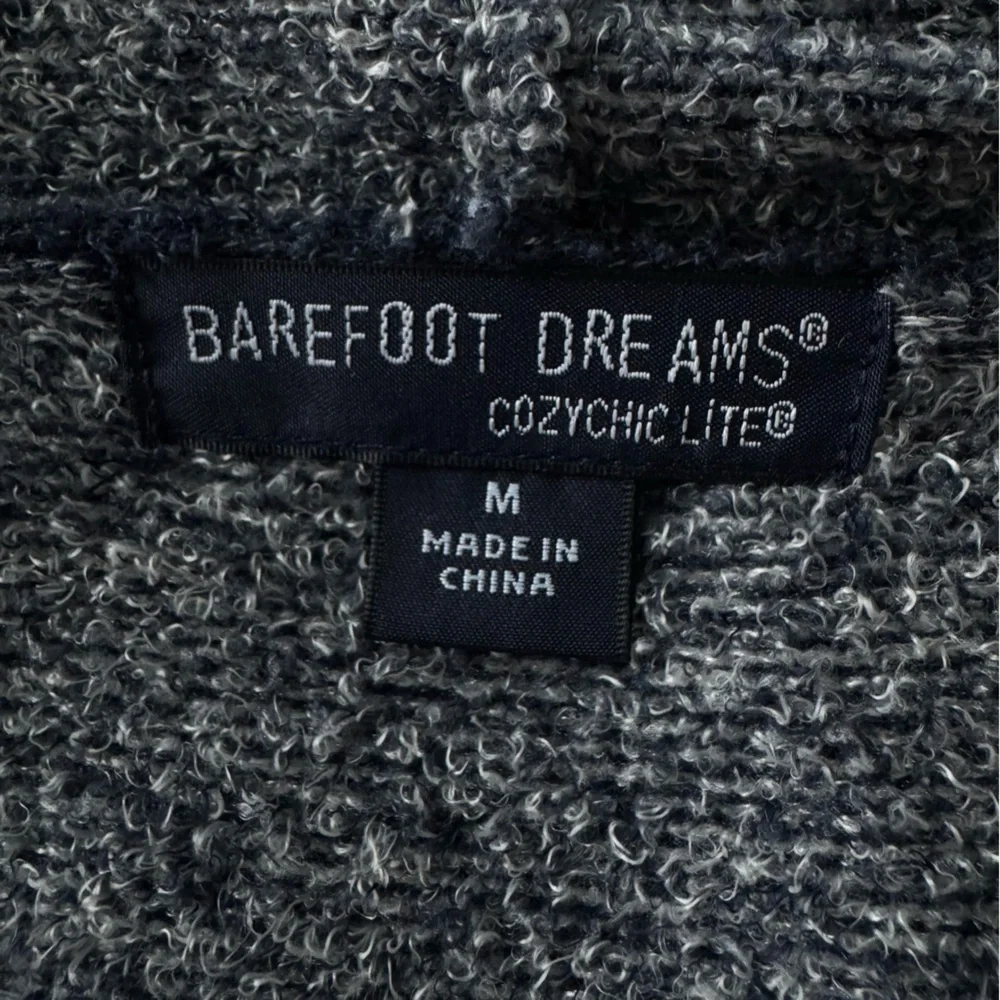 BAREFOOT DREAMS®
COZYCHIC LITE®
M
MADE IN
CHINA